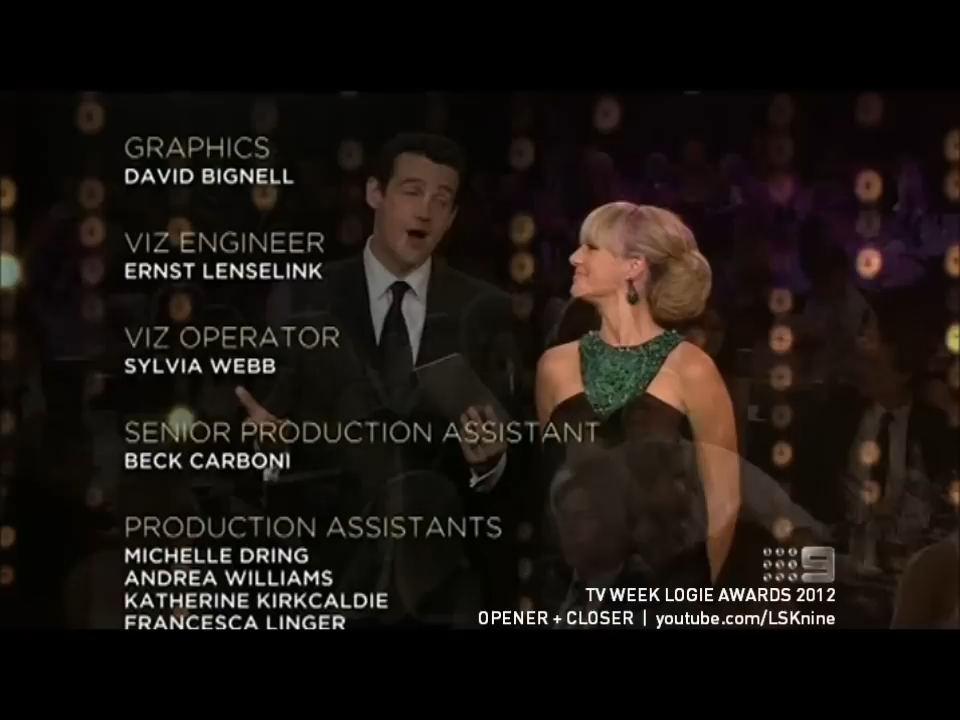 GRAPHICS
DAVID BIGNELL
VIZ ENGINEER
ERNST LENSELINK
VIZ OPERATOR
SYLVIA WEBB
SENIOR PRODUCTION ASSISTANT
BECK CARBONI
PRODUCTION ASSISTANTS
MICHELLE DRING
ANDREA WILLIAMS
KATHERINE KIRKCALDIE
FRANCESCA LINGER
9
TV WEEK LOGIE AWARDS 2012
OPENER + CLOSER | youtube.com/LSKnine